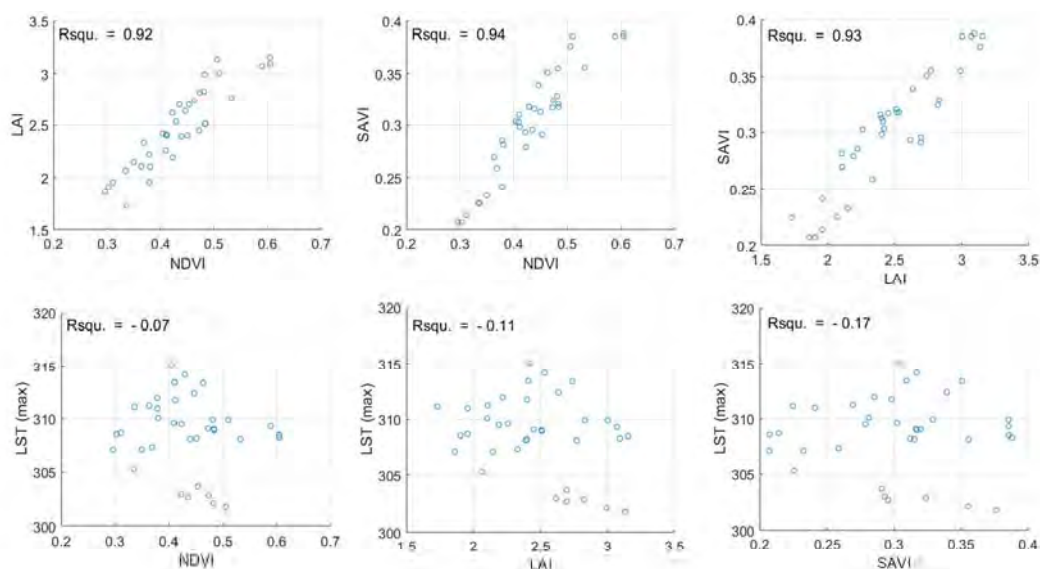 3.5
Rsqu. = 0.92
3
LAI
2.5
2
1.5
0.2 0.3 0.4 0.5 0.6 0.7
NDVI
0.4
Rsqu. = 0.94
0.35
SAVI
0.3
0.25
0.2
0.2 0.3 0.4 0.5 0.6 0.7
NDVI
0.4
Rsqu. = 0.93
0.35
SAVI
0.3
0.25
0.2
1.5 2 2.5 3 3.5
LAI
320
Rsqu. = - 0.07
315
LST (max)
310
305
300
0.2 0.3 0.4 0.5 0.6 0.7
NDVI
320
Rsqu. = - 0.11
315
LST (max)
310
305
300
1.5 2 2.5 3 3.5
LAI
320
Rsqu. = - 0.17
315
LST (max)
310
305
300
0.2 0.25 0.3 0.35 0.4
SAVI